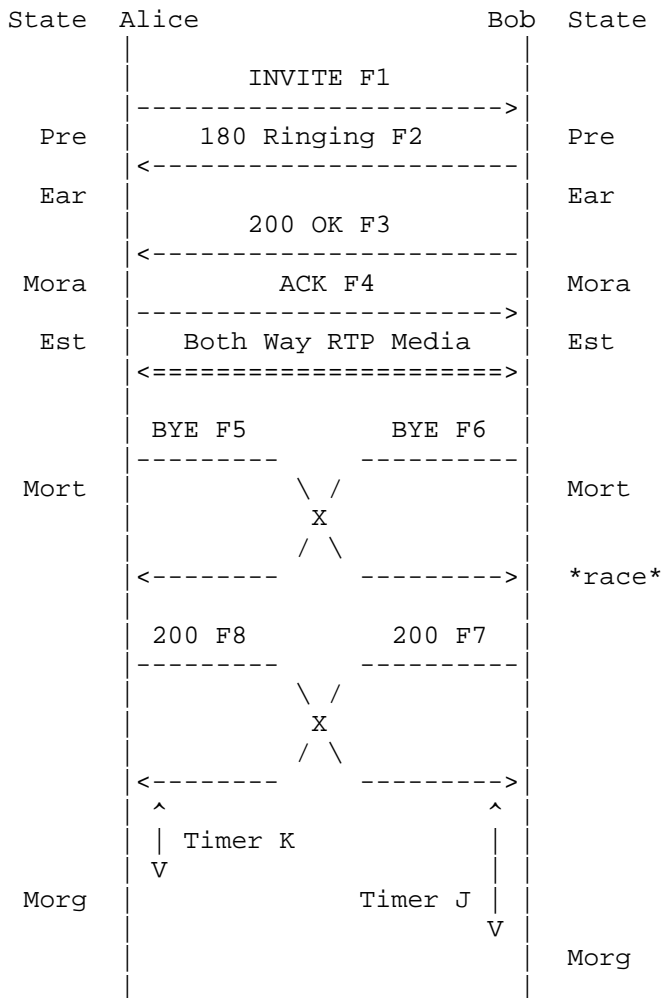 State Alice Bob State
INVITE F1
Pre 180 Ringing F2 Pre
Ear Ear
200 OK F3
Mora ACK F4 Mora
Est Both Way RTP Media Est
BYE F5 BYE F6
Mort Mort
X
*race*
200 F8 200 F7
X
Timer K
Morg Timer J
Morg